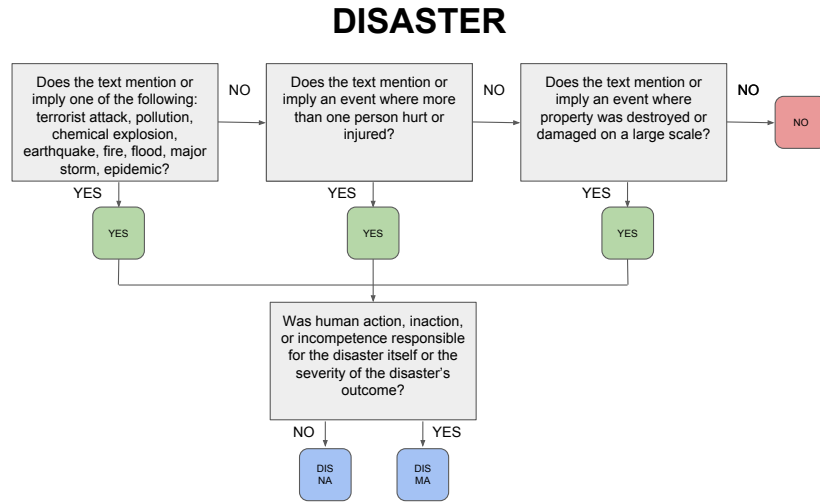 DISASTER
Does the text mention or
imply one of the following:
terrorist attack, pollution,
chemical explosion,
earthquake, fire, flood, major
storm, epidemic?
NO
Does the text mention or
imply an event where more
than one person hurt or
injured?
NO
Does the text mention or
imply an event where
property was destroyed or
damaged on a large scale?
NO
NO
YES
YES
YES
YES
YES
YES
Was human action, inaction,
or incompetence responsible
for the disaster itself or the
severity of the disaster's
outcome?
NO
YES
DIS
NA
DIS
MA